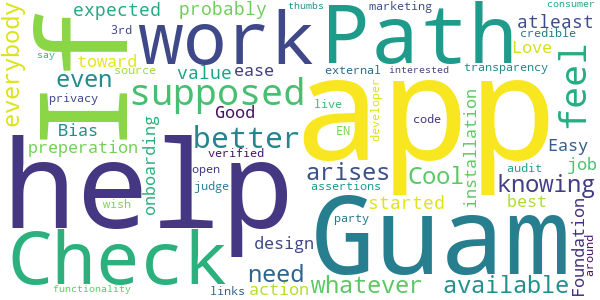 everybody
expected
probably
3rd
thumbs
marketing
consumer
If
work
Path
atleast
credible
Love
toward
source
even
privacy
say
value
ease
external
interested
transparency
supposed
feel
Bias
preperation
onboarding
Good
verified
better
live
EN
app
developer
code
installation
Easy
job
help
open
judge
arises
assertions
Cool
audit
knowing
best
wish
Guam
started
party
Foundation
around
Check
design
need
action
links
whatever
available
functionality